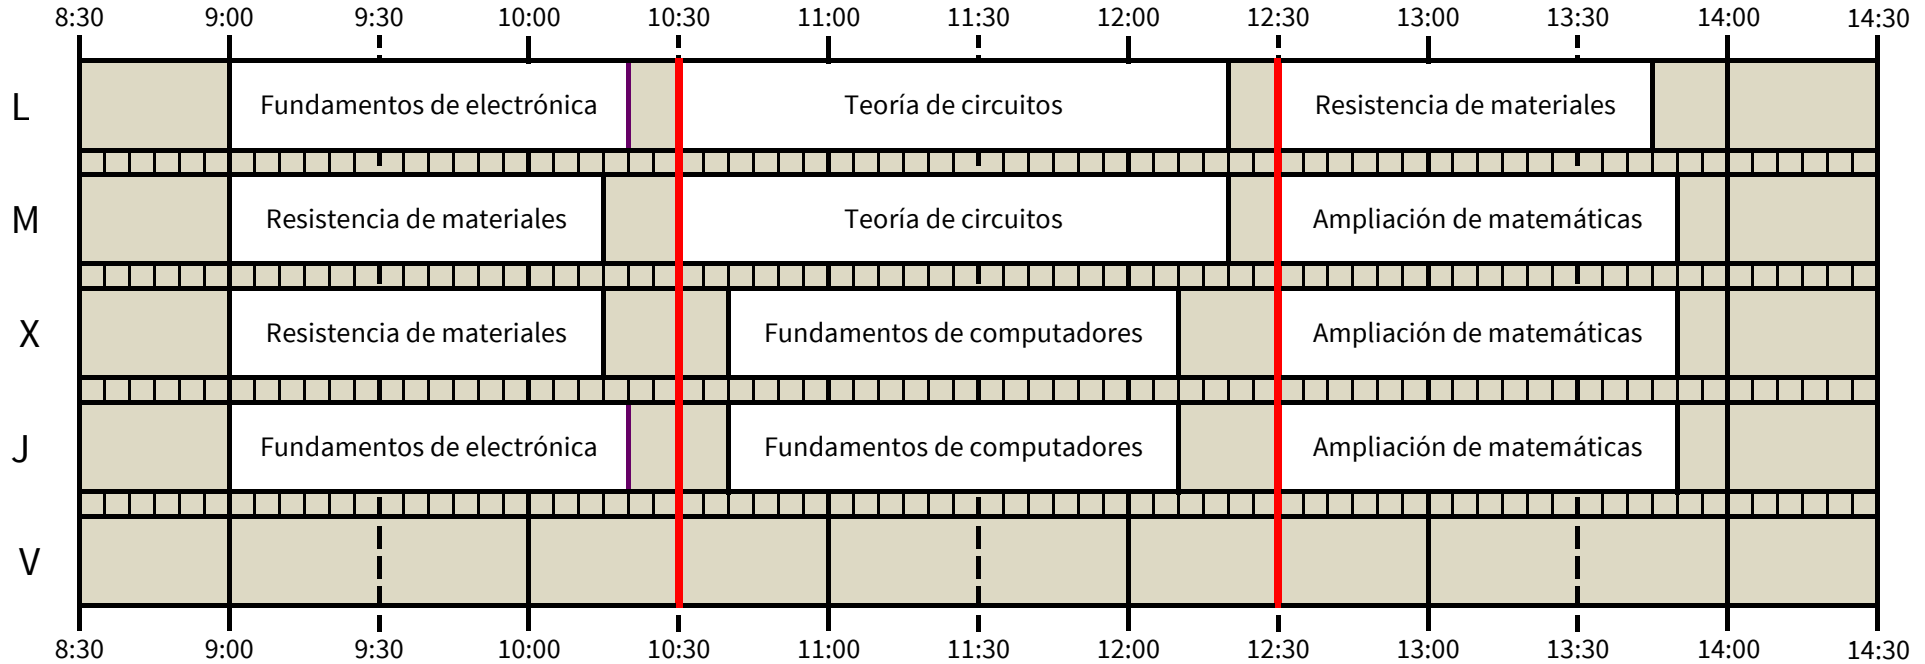 8:30 9:00 9:30 10:00 10:30 11:00 11:30 12:00 12:30 13:00 13:30 14:00 14:30
L Fundamentos de electrónica Teoría de circuitos Resistencia de materiales
M Resistencia de materiales Teoría de circuitos Ampliación de matemáticas
X Resistencia de materiales Fundamentos de computadores Ampliación de matemáticas
J Fundamentos de electrónica Fundamentos de computadores Ampliación de matemáticas
V
8:30 9:00 9:30 10:00 10:30 11:00 11:30 12:00 12:30 13:00 13:30 14:00 14:30